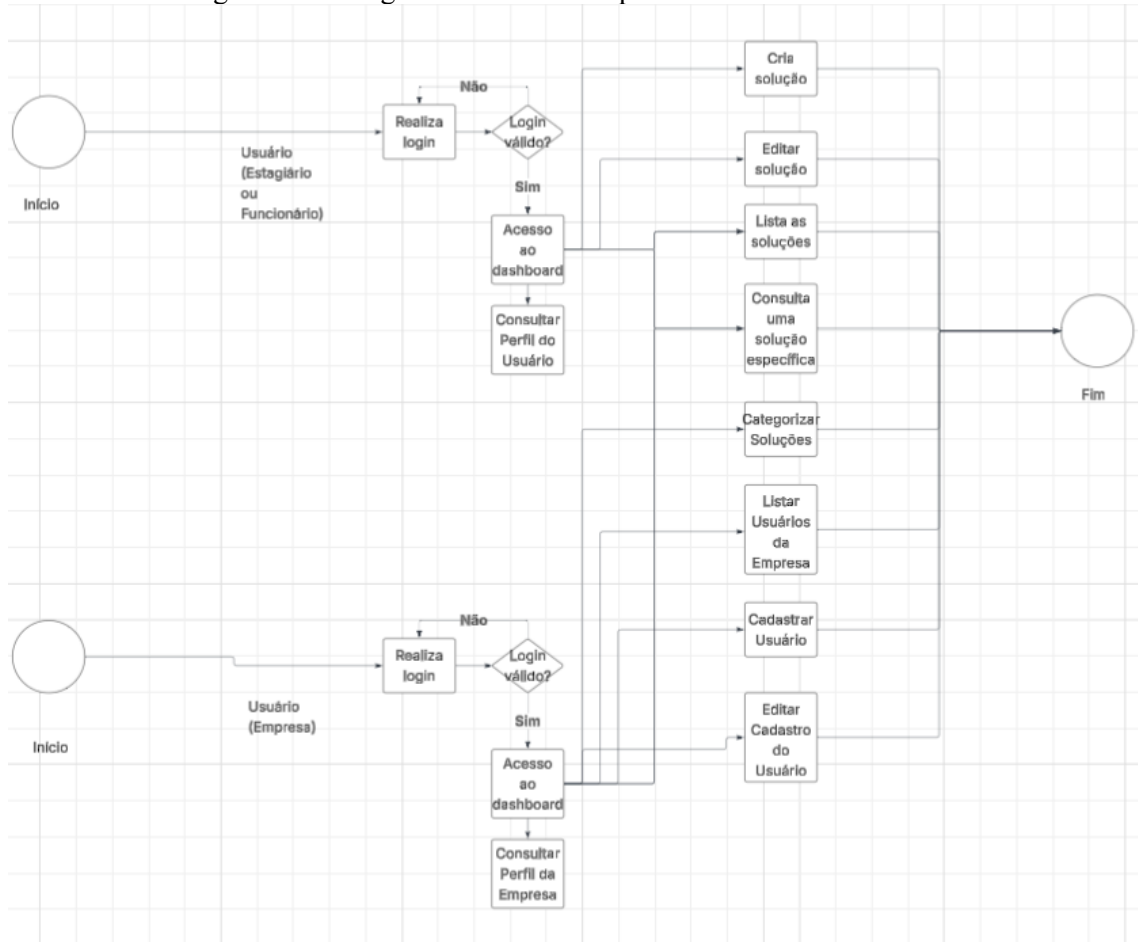 Não
Realiza
login
Login
válido?
Usuário
(Estagiário
ou
Funcionário)
Início
Sim
Acesso
ao
dashboard
Consultar
Perfil do
Usuário
Cria
solução
Editar
solução
Lista as
soluções
Consulta
uma
solução
específica
Categorizar
Soluções
Listar
Usuários
da
Empresa
Cadastrar
Usuário
Editar
Cadastro
do
Usuário
Fim
Não
Realiza
login
Login
válido?
Usuário
(Empresa)
Início
Sim
Acesso
ao
dashboard
Consultar
Perfil da
Empresa